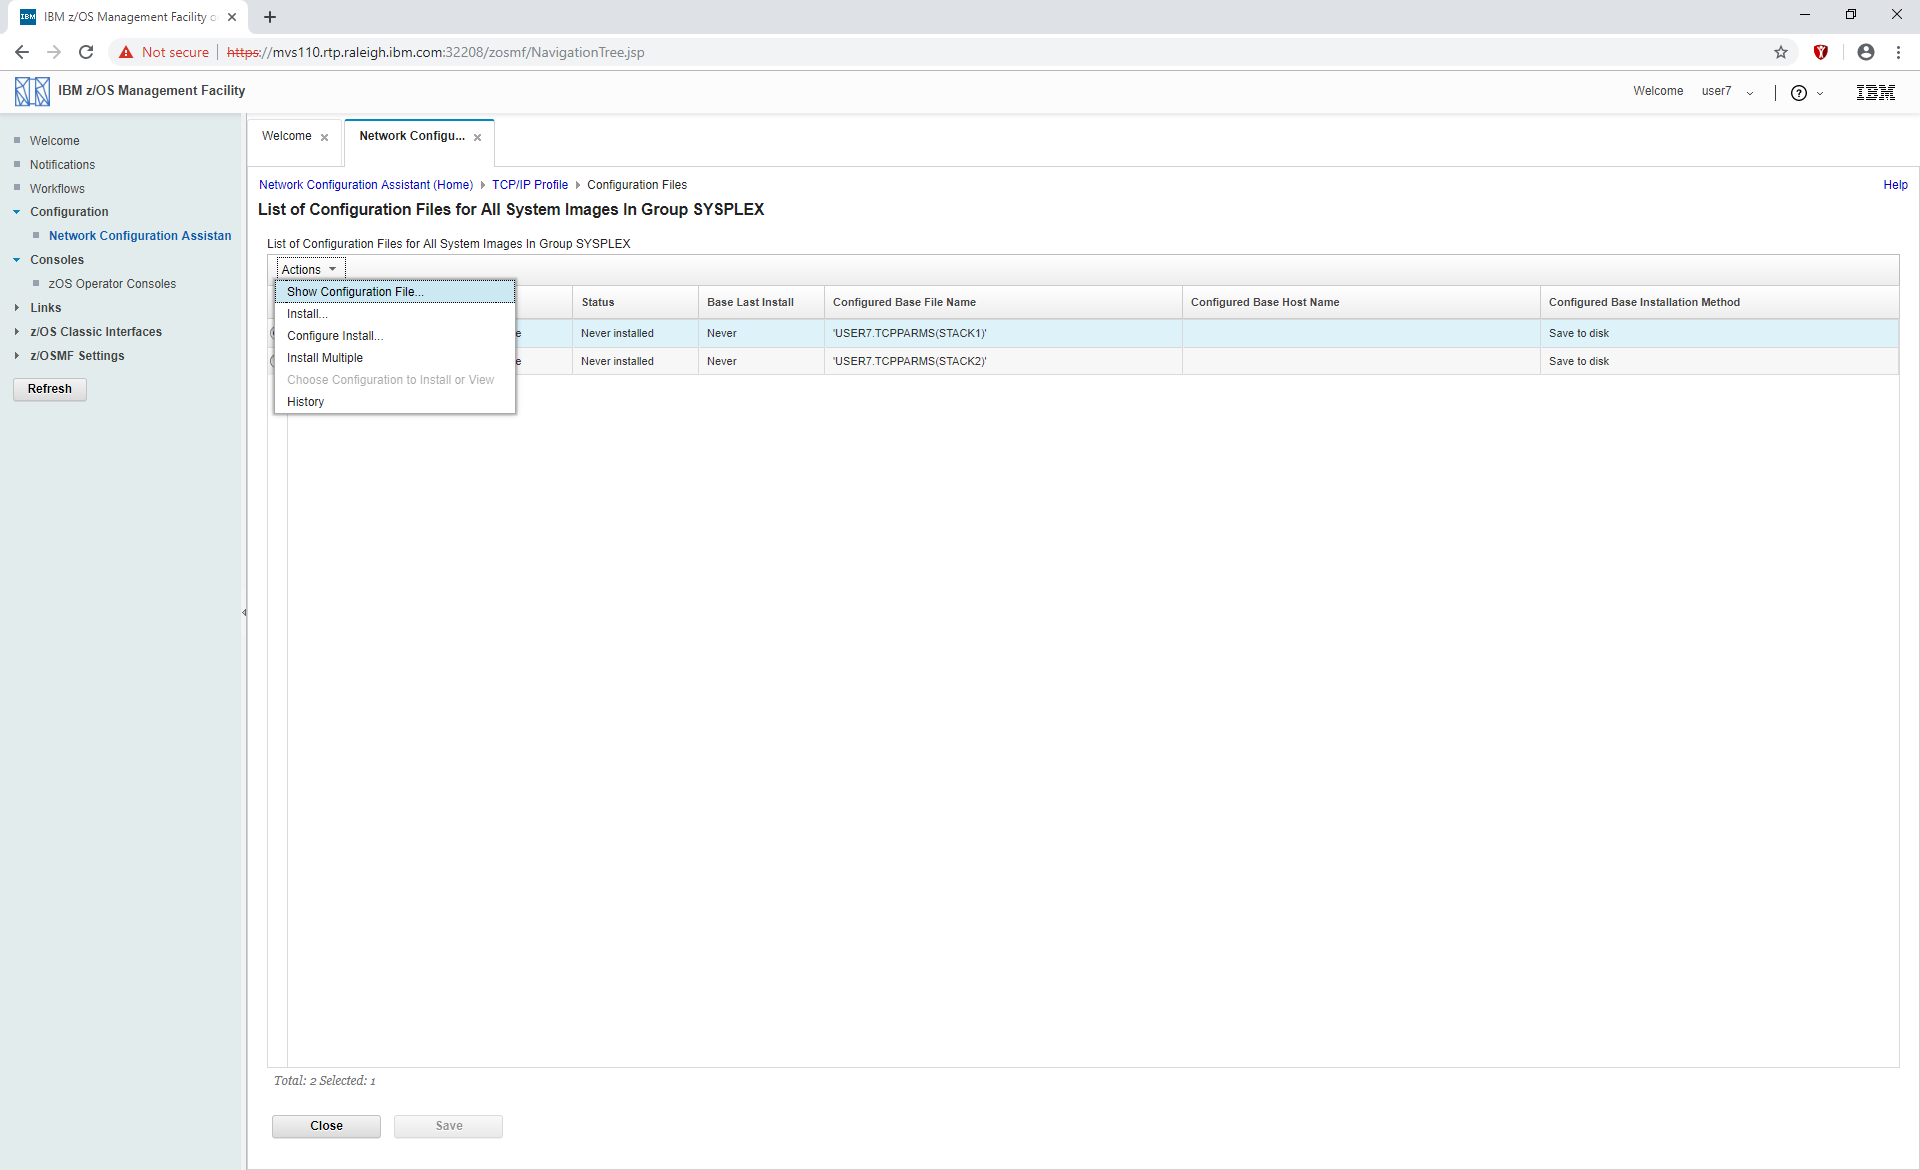 IBM z/OS Management Facility o
Not secure https://mvs110.rtp.raleigh.ibm.com:32208/zosmf/NavigationTree.jsp
IBM z/OS Management Facility
Welcome user7
IBM
Welcome
Notifications
Workflows
Configuration
Network Configuration Assistan
Consoles
zOS Operator Consoles
Links
z/OS Classic Interfaces
z/OSMF Settings
Refresh
Welcome
Network Configu...
Network Configuration Assistant (Home) TCP/IP Profile Configuration Files
Help
List of Configuration Files for All System Images In Group SYSPLEX
List of Configuration Files for All System Images In Group SYSPLEX
Actions
Show Configuration File...
Install...
Configure Install...
Install Multiple
Choose Configuration to Install or View
History
Status Base Last Install Configured Base File Name Configured Base Host Name Configured Base Installation Method
e Never installed Never 'USER7.TCPPARMS(STACK1)' Save to disk
e Never installed Never 'USER7.TCPPARMS(STACK2)' Save to disk
Total: 2 Selected: 1
Close
Save